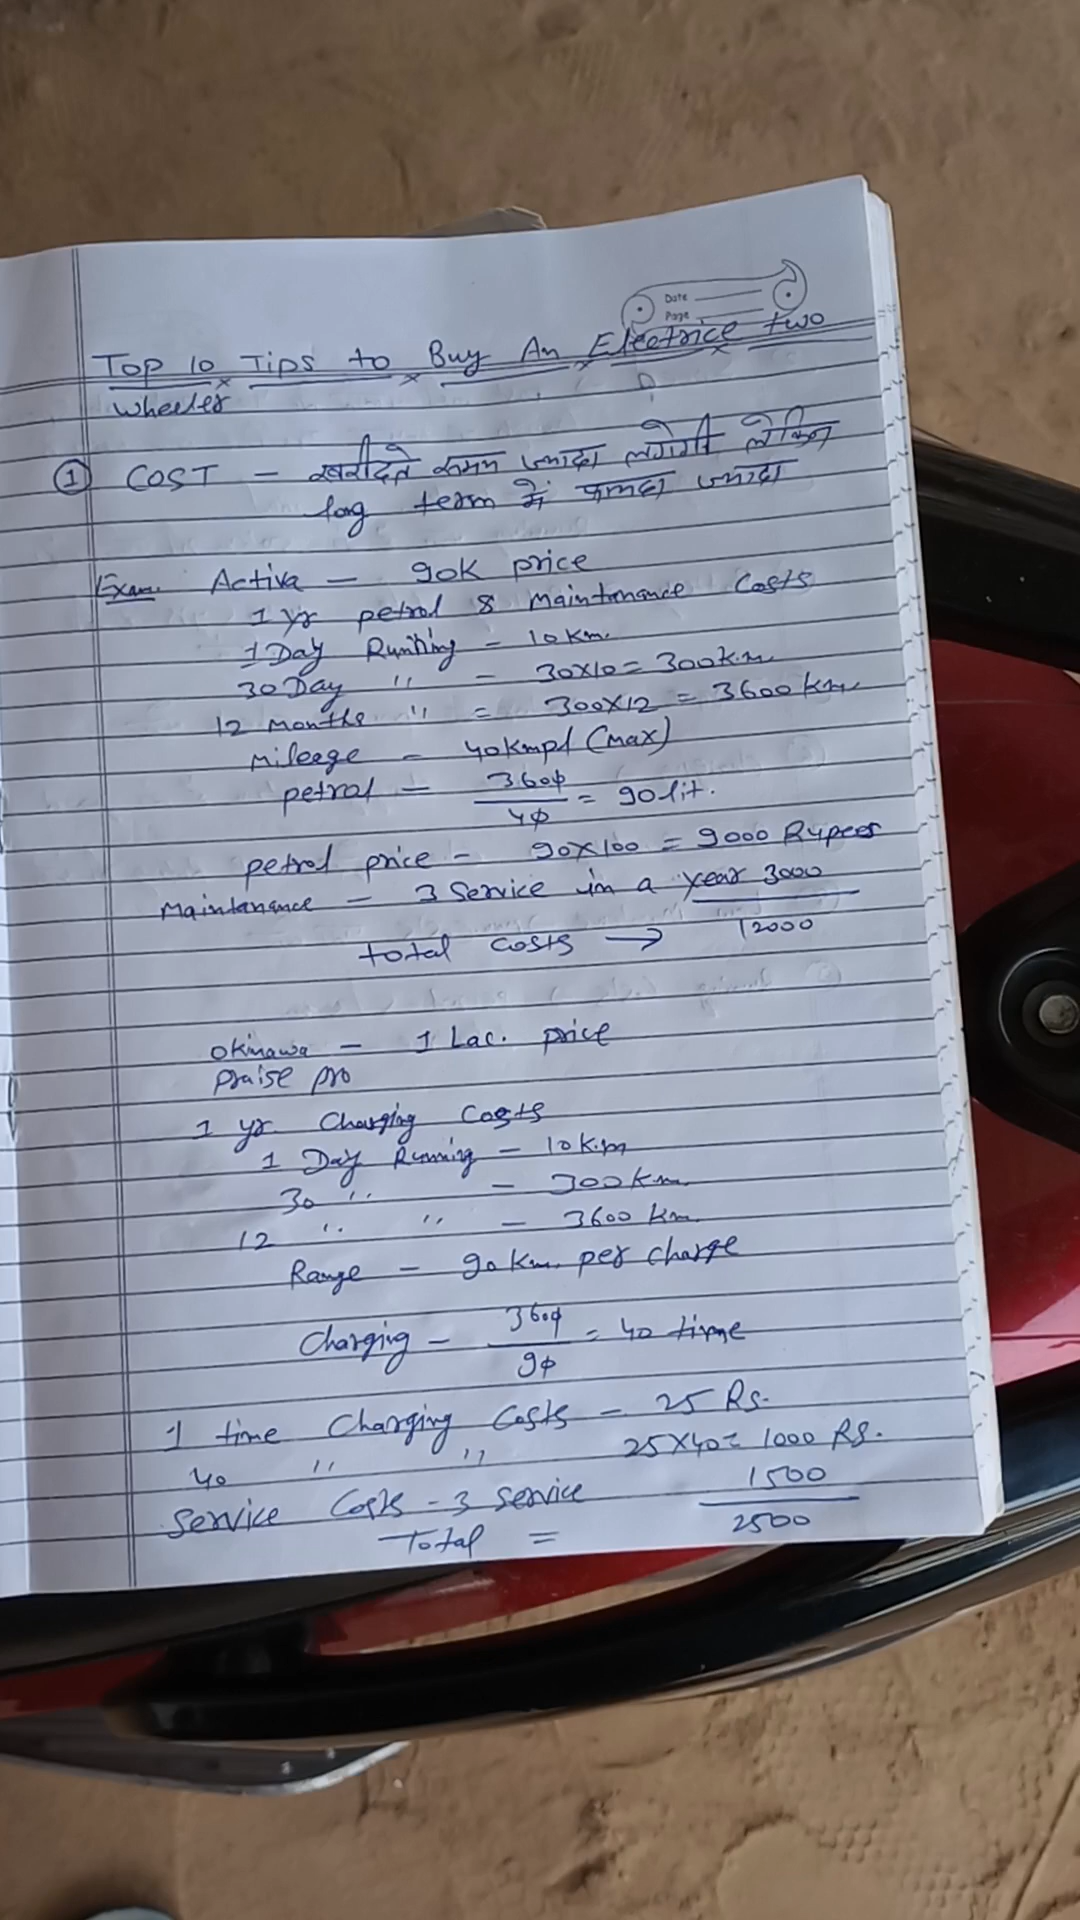 Date
Page
Top 10 Tips to Buy An Electrice two
wheeler
① COST - खरीदते समय ज्यादा लगेगी लेकिन
long term में फायदा ज्यादा
Exam. Activa - 90K price
1 yr petrol & Maintenance Costs
1 Day Running - 10 Km.
30 Day " - 30x10 = 300 k.m
12 Months " = 300x12 = 3600 Km
Mileage - 40kmpl (Max)
petrol - 3600/40 = 90 lit.
petrol price - 90x100 = 9000 Rupees
Maintanance - 3 Service in a year 3000
total costs → 12000
Okinawa - 1 Lac. price
Praise pro
1 yr Charging Costs
1 Day Running - 10 K.m
30 " - 300 Km.
12 " " - 3600 Km.
Range - 90 Km. per charge
Charging - 3600/90 = 40 time
1 time Charging Costs - 25 Rs.
40 " " 25x40 = 1000 RS.
Service Costs - 3 service 1500
Total = 2500